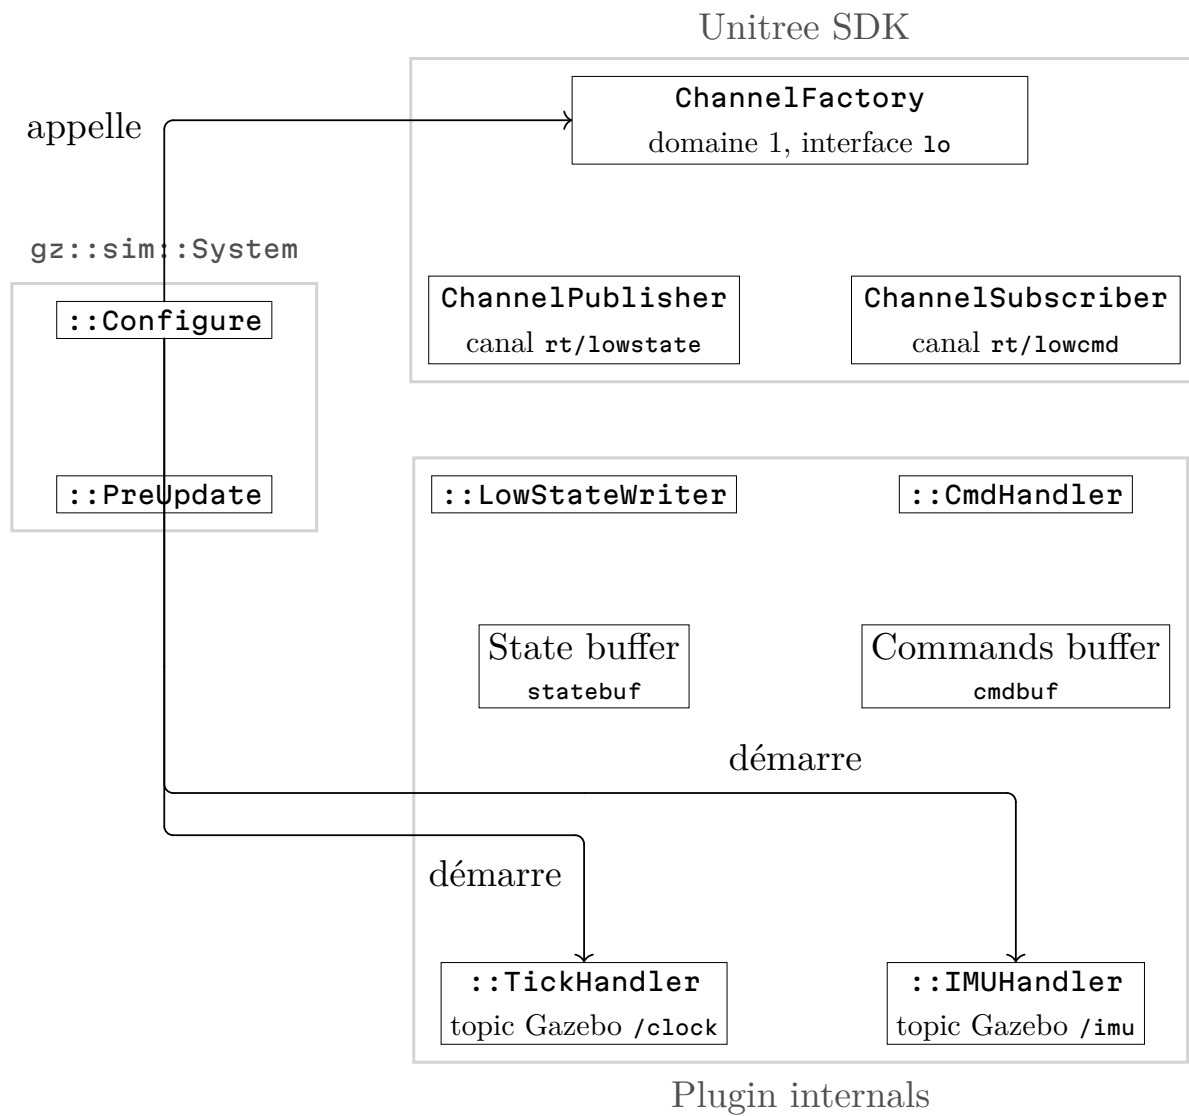 Unitree SDK
ChannelFactory
domaine 1, interface lo
appelle
gz::sim::System
::Configure
ChannelPublisher
canal rt/lowstate
ChannelSubscriber
canal rt/lowcmd
::PreUpdate
::LowStateWriter
::CmdHandler
State buffer
statebuf
Commands buffer
cmdbuf
démarre
démarre
::TickHandler
topic Gazebo /clock
::IMUHandler
topic Gazebo /imu
Plugin internals